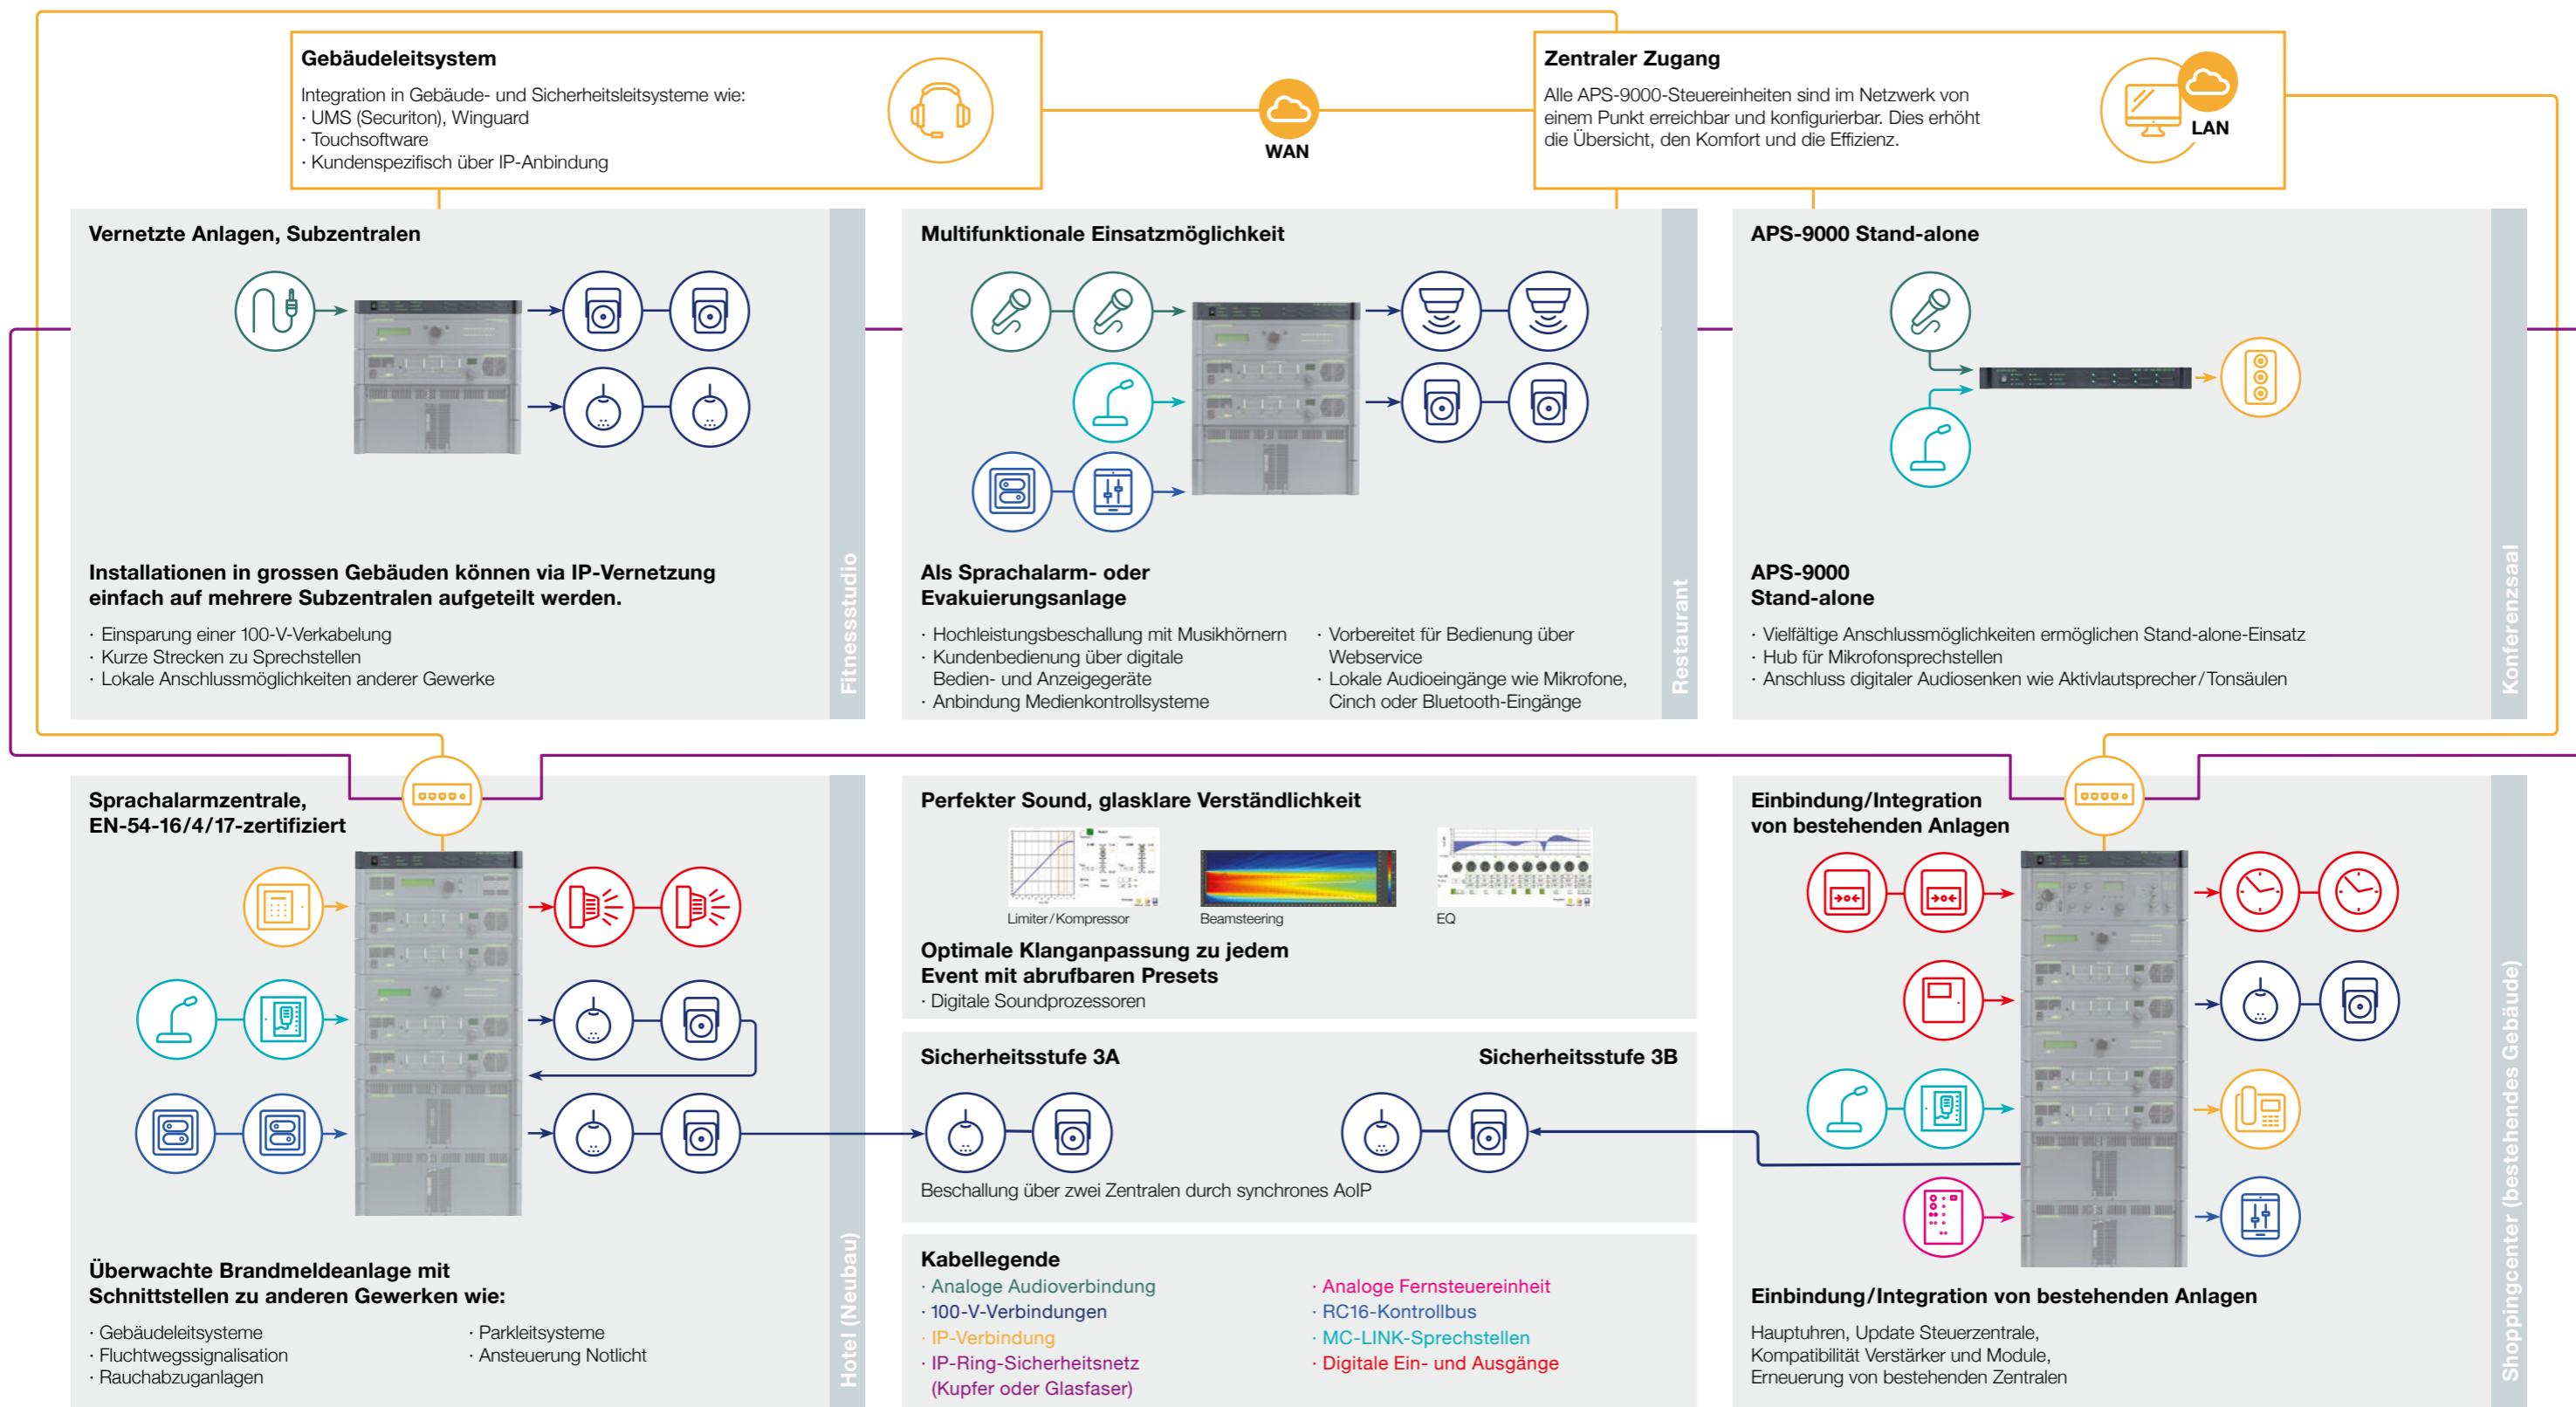 Gebäudeleitsystem
Integration in Gebäude- und Sicherheitsleitsysteme wie:
· UMS (Securiton), Winguard
· Touchsoftware
· Kundenspezifisch über IP-Anbindung
WAN
Zentraler Zugang
Alle APS-9000-Steuereinheiten sind im Netzwerk von
einem Punkt erreichbar und konfigurierbar. Dies erhöht
die Übersicht, den Komfort und die Effizienz.
LAN
Vernetzte Anlagen, Subzentralen
Installationen in grossen Gebäuden können via IP-Vernetzung
einfach auf mehrere Subzentralen aufgeteilt werden.
· Einsparung einer 100-V-Verkabelung
· Kurze Strecken zu Sprechstellen
· Lokale Anschlussmöglichkeiten anderer Gewerke
Fitnessstudio
Multifunktionale Einsatzmöglichkeit
Als Sprachalarm- oder
Evakuierungsanlage
· Hochleistungsbeschallung mit Musikhörnern
· Kundenbedienung über digitale
Bedien- und Anzeigegeräte
· Anbindung Medienkontrollsysteme
· Vorbereitet für Bedienung über
Webservice
· Lokale Audioeingänge wie Mikrofone,
Cinch oder Bluetooth-Eingänge
Restaurant
APS-9000 Stand-alone
APS-9000
Stand-alone
· Vielfältige Anschlussmöglichkeiten ermöglichen Stand-alone-Einsatz
· Hub für Mikrofonsprechstellen
· Anschluss digitaler Audiosenken wie Aktivlautsprecher/Tonsäulen
Konferenzsaal
Sprachalarmzentrale,
EN-54-16/4/17-zertifiziert
Überwachte Brandmeldeanlage mit
Schnittstellen zu anderen Gewerken wie:
· Gebäudeleitsysteme
· Fluchtwegssignalisation
· Rauchabzuganlagen
· Parkleitsysteme
· Ansteuerung Notlicht
Hotel (Neubau)
Perfekter Sound, glasklare Verständlichkeit
Limiter/Kompressor
Beamsteering
EQ
Optimale Klanganpassung zu jedem
Event mit abrufbaren Presets
· Digitale Soundprozessoren
Sicherheitsstufe 3A
Sicherheitsstufe 3B
Beschallung über zwei Zentralen durch synchrones AoIP
Kabellegende
· Analoge Audioverbindung
· 100-V-Verbindungen
· IP-Verbindung
· IP-Ring-Sicherheitsnetz
(Kupfer oder Glasfaser)
· Analoge Fernsteuereinheit
· RC16-Kontrollbus
· MC-LINK-Sprechstellen
· Digitale Ein- und Ausgänge
Einbindung/Integration
von bestehenden Anlagen
Einbindung/Integration von bestehenden Anlagen
Hauptuhren, Update Steuerzentrale,
Kompatibilität Verstärker und Module,
Erneuerung von bestehenden Zentralen
Shoppingcenter (bestehendes Gebäude)